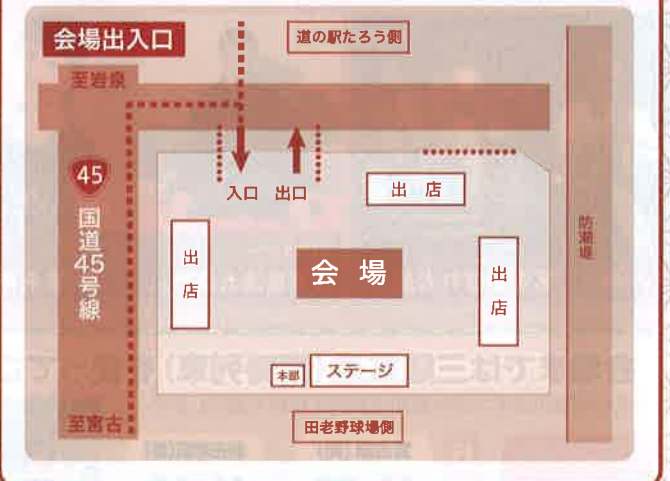 会場出入口
道の駅たろう側
至岩泉
入口
出口
出店
45
国道45号線
出店
会場
出店
防潮堤
本部
ステージ
至宮古
田老野球場側